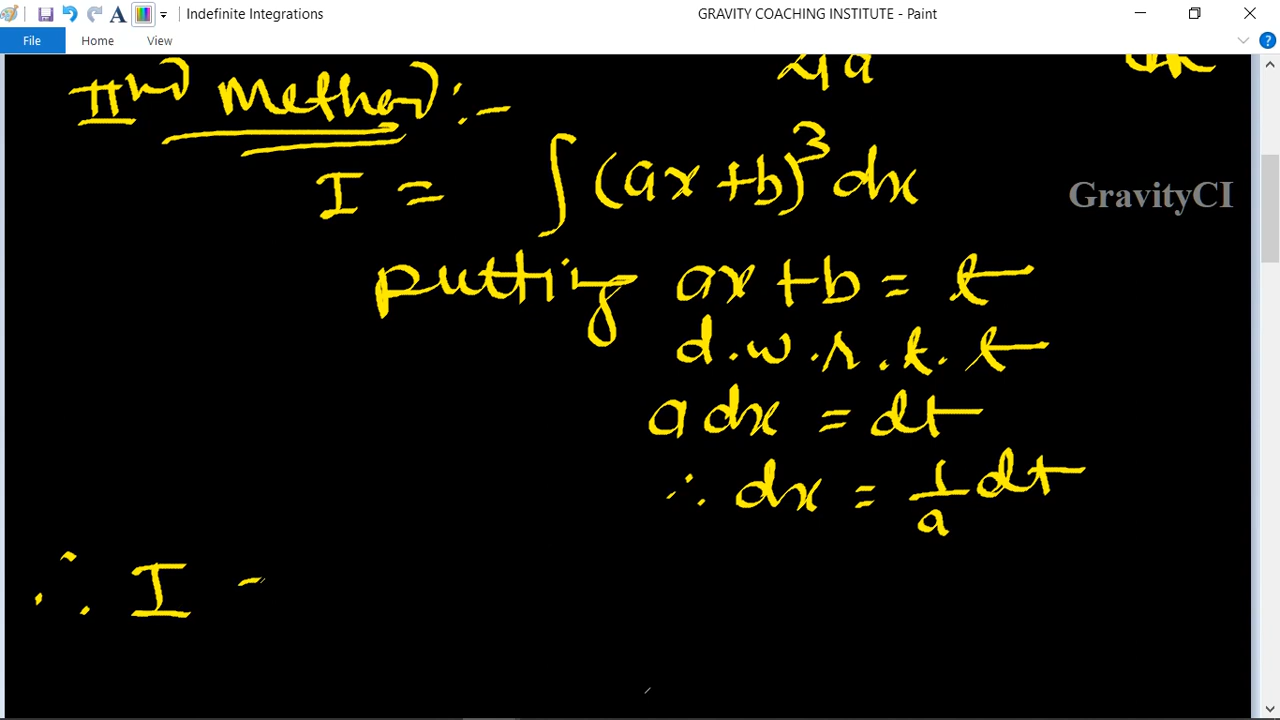 Indefinite Integrations
GRAVITY COACHING INSTITUTE - Paint
File Home View
4a
IInd Method :-
I = ∫ (ax+b)³ dx
GravityCI
putting ax+b = t
d.w.r.t. t
a dx = dt
∴ dx = 1/a dt
∴ I =